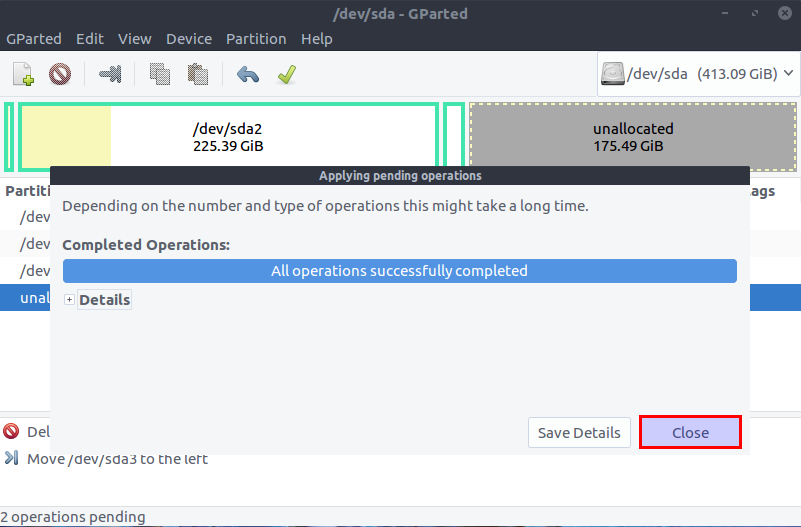 /dev/sda - GParted
GParted Edit View Device Partition Help
/dev/sda (413.09 GiB)
/dev/sda2
225.39 GiB
unallocated
175.49 GiB
Applying pending operations
Partiti
ags
Depending on the number and type of operations this might take a long time.
/dev
Completed Operations:
/dev
All operations successfully completed
/dev
Details
unal
Save Details
Close
Del
Move /dev/sda3 to the left
2 operations pending